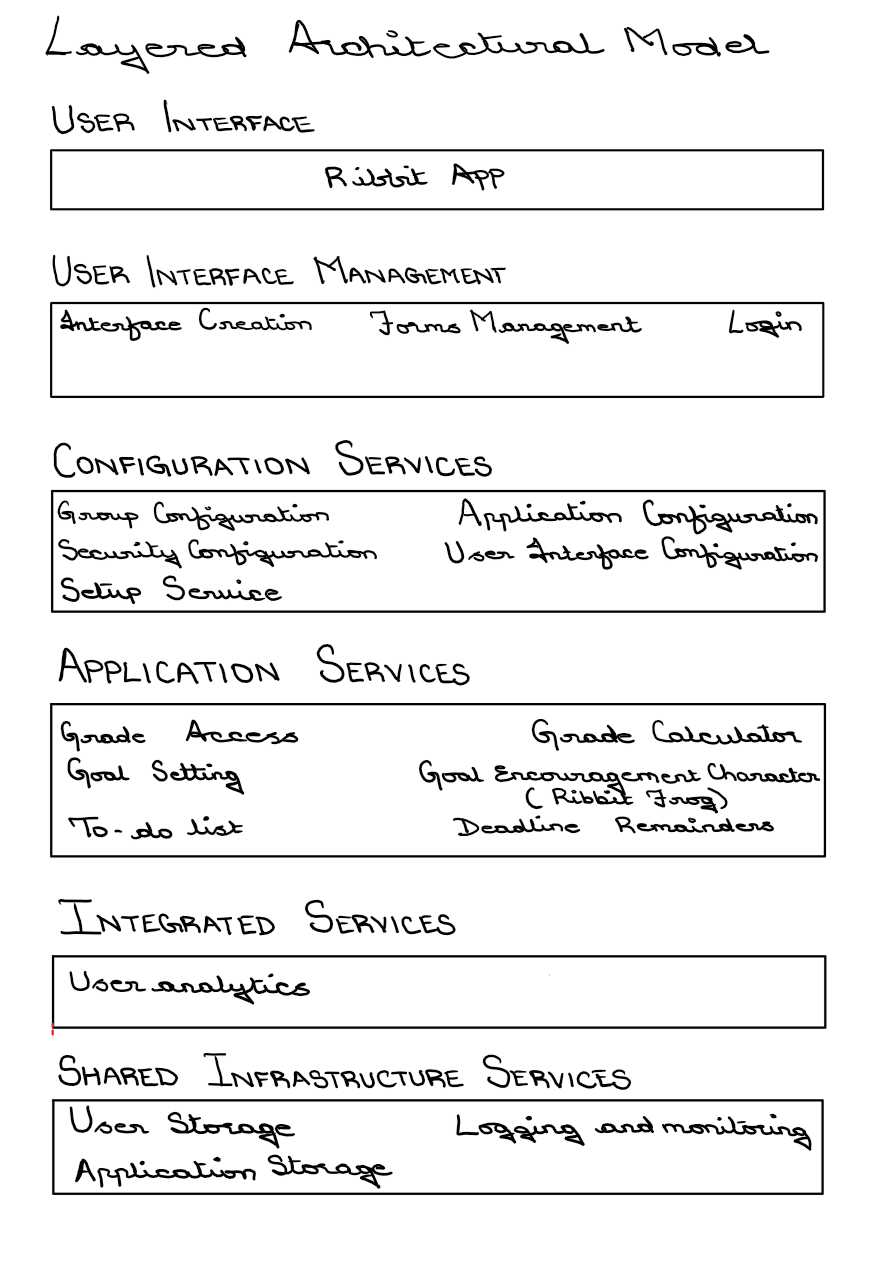 Layered Architectural Model
USER INTERFACE
Ribbit App
USER INTERFACE MANAGEMENT
Interface Creation Forms Management Login
CONFIGURATION SERVICES
Group Configuration Application Configuration
Security Configuration User Interface Configuration
Setup Service
APPLICATION SERVICES
Grade Access Grade Calculator
Goal Setting Goal Encouragement Character
(Ribbit Frog)
To-do list Deadline Remainders
INTEGRATED SERVICES
User analytics
SHARED INFRASTRUCTURE SERVICES
User Storage Logging and monitoring
Application Storage